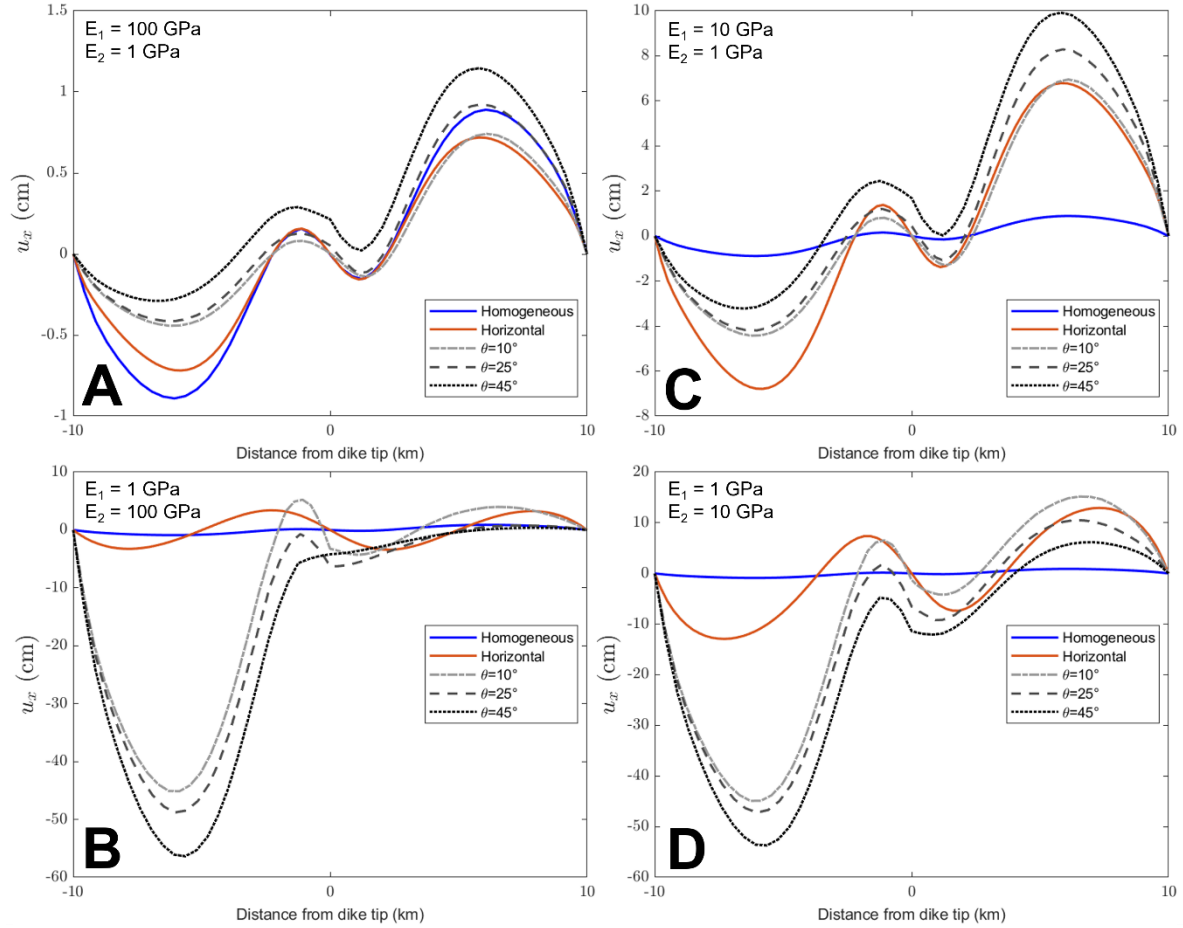 E₁ = 100 GPa
E₂ = 1 GPa
1.5
1
0.5
0
-0.5
-1
-10
0
10
u_x (cm)
Distance from dike tip (km)
Homogeneous
Horizontal
θ=10°
θ=25°
θ=45°
A
E₁ = 10 GPa
E₂ = 1 GPa
10
8
6
4
2
0
-2
-4
-6
-8
-10
0
10
u_x (cm)
Distance from dike tip (km)
Homogeneous
Horizontal
θ=10°
θ=25°
θ=45°
C
E₁ = 1 GPa
E₂ = 100 GPa
10
0
-10
-20
-30
-40
-50
-60
-10
0
10
u_x (cm)
Distance from dike tip (km)
Homogeneous
Horizontal
θ=10°
θ=25°
θ=45°
B
E₁ = 1 GPa
E₂ = 10 GPa
20
10
0
-10
-20
-30
-40
-50
-60
-10
0
10
u_x (cm)
Distance from dike tip (km)
Homogeneous
Horizontal
θ=10°
θ=25°
θ=45°
D